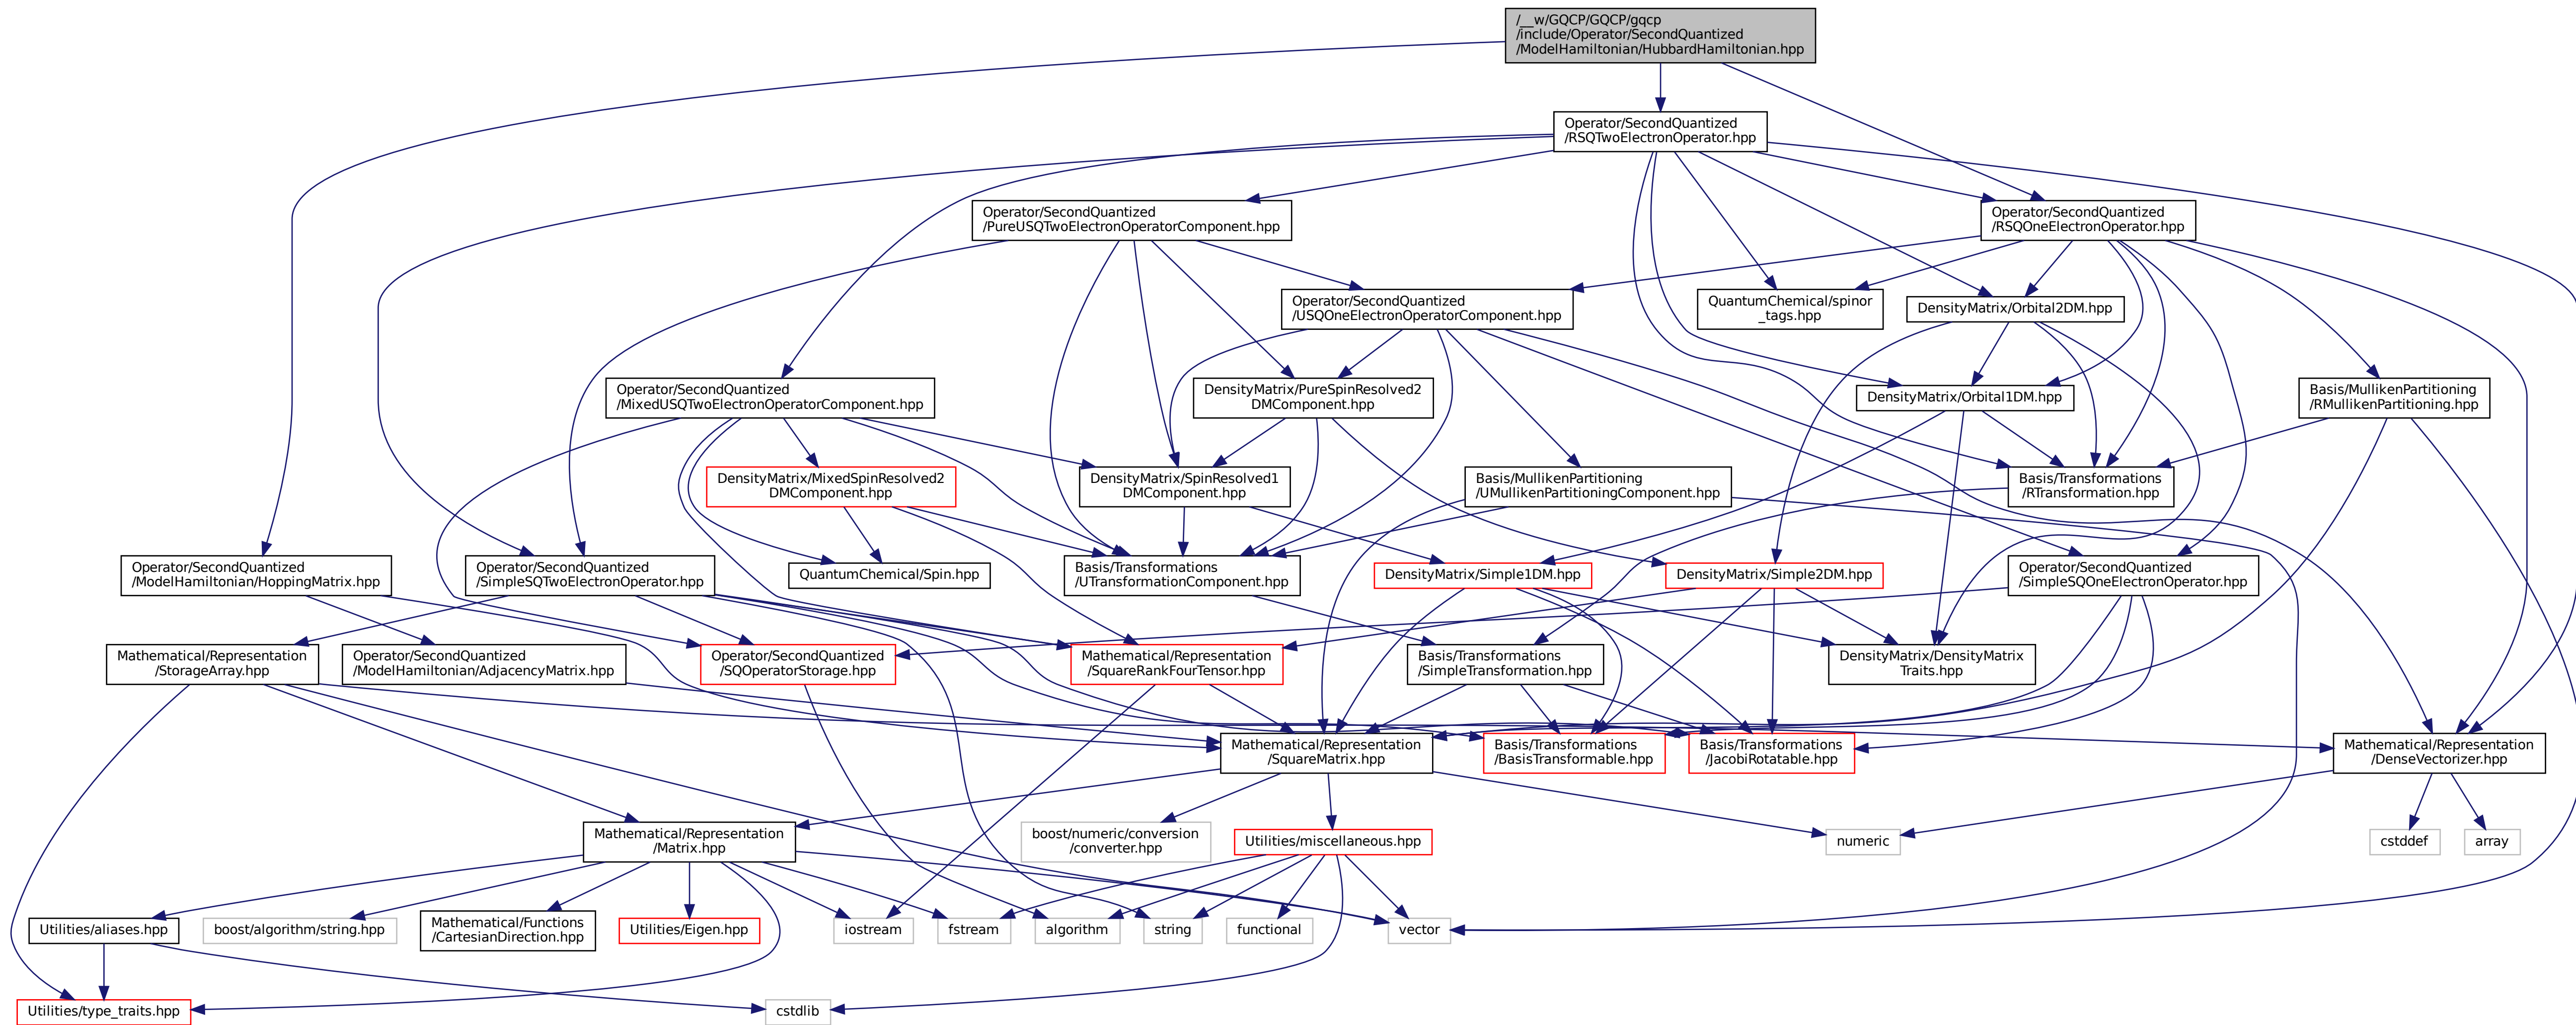 /__w/GQCP/GQCP/gqcp
/include/Operator/SecondQuantized
/ModelHamiltonian/HubbardHamiltonian.hpp
Operator/SecondQuantized
/RSQTwoElectronOperator.hpp
Operator/SecondQuantized
/PureUSQTwoElectronOperatorComponent.hpp
Operator/SecondQuantized
/RSQOneElectronOperator.hpp
Operator/SecondQuantized
/USQOneElectronOperatorComponent.hpp
QuantumChemical/spinor
_tags.hpp
DensityMatrix/Orbital2DM.hpp
Operator/SecondQuantized
/MixedUSQTwoElectronOperatorComponent.hpp
DensityMatrix/PureSpinResolved2
DMComponent.hpp
DensityMatrix/Orbital1DM.hpp
Basis/MullikenPartitioning
/RMullikenPartitioning.hpp
DensityMatrix/MixedSpinResolved2
DMComponent.hpp
DensityMatrix/SpinResolved1
DMComponent.hpp
Basis/MullikenPartitioning
/UMullikenPartitioningComponent.hpp
Basis/Transformations
/RTransformation.hpp
Operator/SecondQuantized
/ModelHamiltonian/HoppingMatrix.hpp
Operator/SecondQuantized
/SimpleSQTwoElectronOperator.hpp
QuantumChemical/Spin.hpp
Basis/Transformations
/UTransformationComponent.hpp
DensityMatrix/Simple1DM.hpp
DensityMatrix/Simple2DM.hpp
Operator/SecondQuantized
/SimpleSQOneElectronOperator.hpp
Mathematical/Representation
/StorageArray.hpp
Operator/SecondQuantized
/ModelHamiltonian/AdjacencyMatrix.hpp
Operator/SecondQuantized
/SQOperatorStorage.hpp
Mathematical/Representation
/SquareRankFourTensor.hpp
Basis/Transformations
/SimpleTransformation.hpp
DensityMatrix/DensityMatrix
Traits.hpp
Mathematical/Representation
/SquareMatrix.hpp
Basis/Transformations
/BasisTransformable.hpp
Basis/Transformations
/JacobiRotatable.hpp
Mathematical/Representation
/DenseVectorizer.hpp
Mathematical/Representation
/Matrix.hpp
boost/numeric/conversion
/converter.hpp
Utilities/miscellaneous.hpp
numeric
cstddef
array
Utilities/aliases.hpp
boost/algorithm/string.hpp
Mathematical/Functions
/CartesianDirection.hpp
Utilities/Eigen.hpp
iostream
fstream
algorithm
string
functional
vector
Utilities/type_traits.hpp
cstdlib